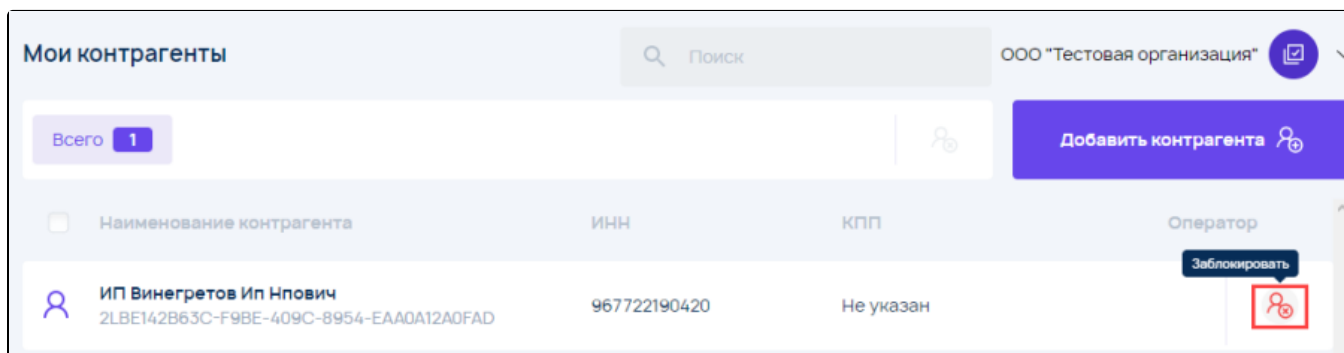 Мои контрагенты
Поиск
ООО "Тестовая организация"
Всего 1
Добавить контрагента
Наименование контрагента ИНН КПП Оператор
Заблокировать
ИП Винегретов Ип Нпович 967722190420 Не указан
2LBE142B63C-F9BE-409C-8954-EAA0A12A0FAD